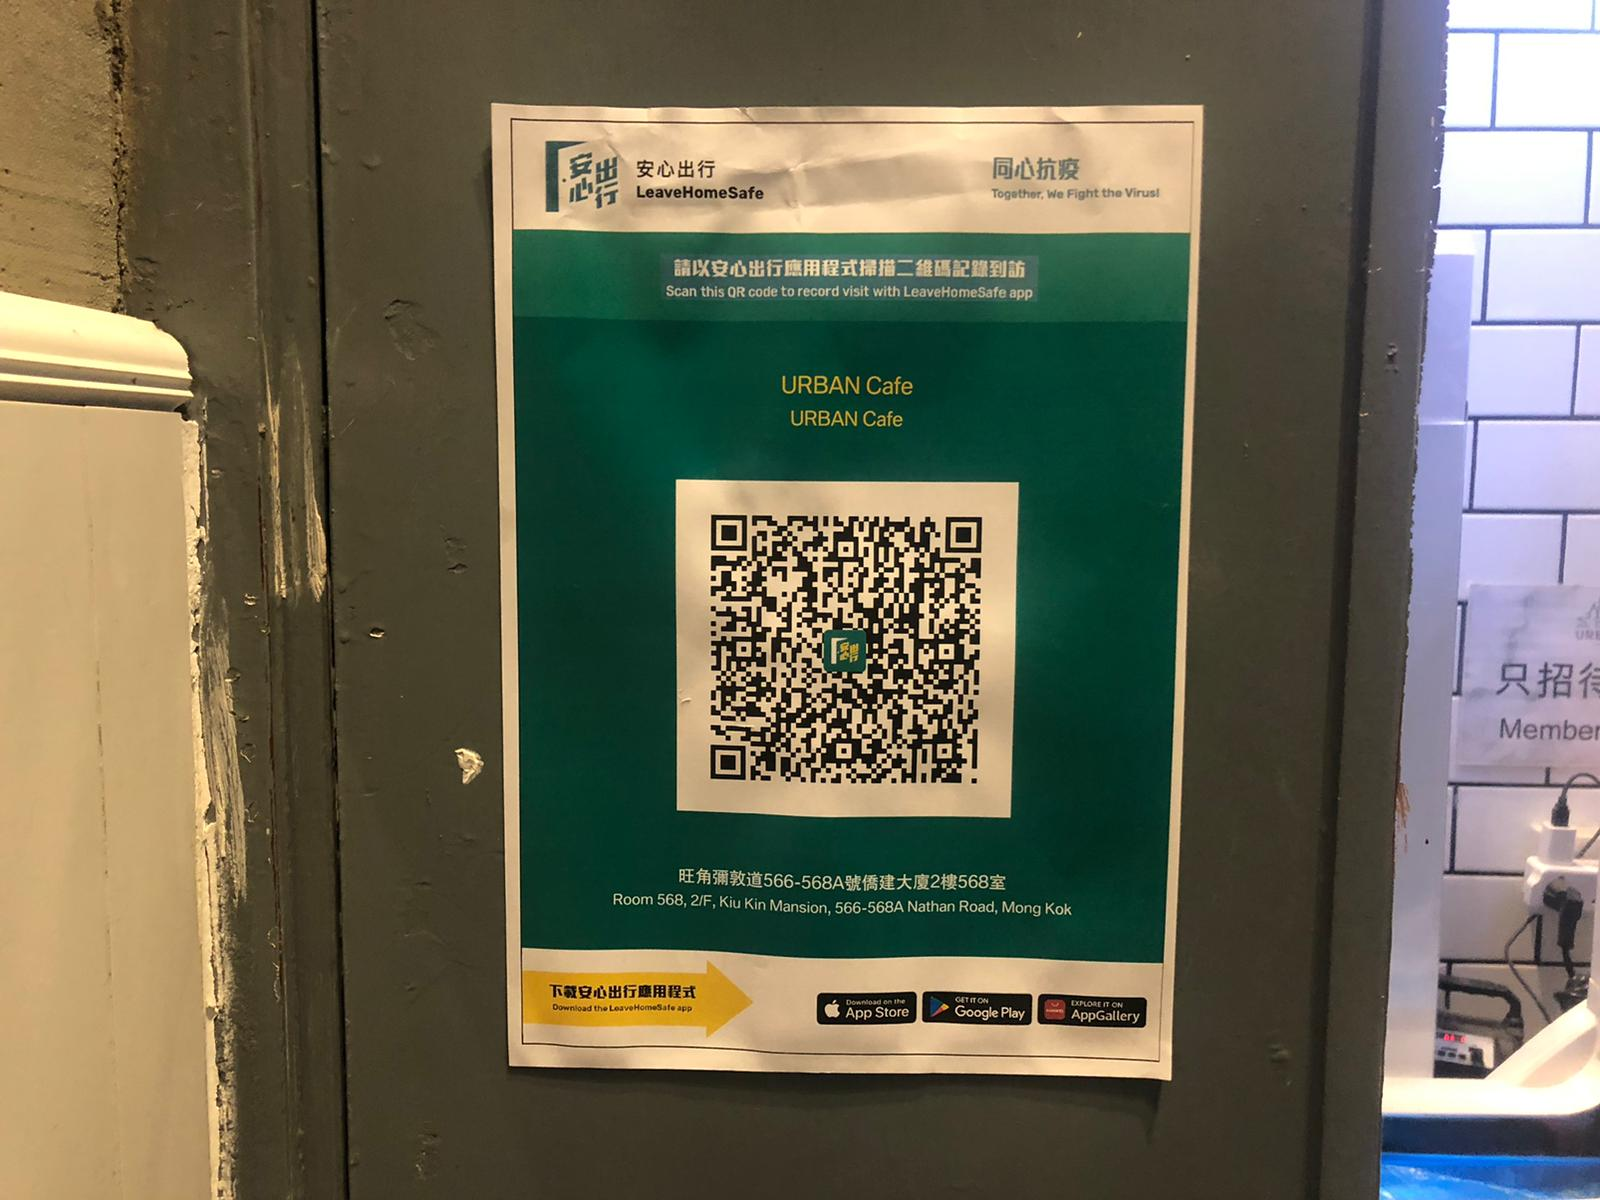 安心出行
安心出行
LeaveHomeSafe
同心抗疫
Together, We Fight the Virus!
請以安心出行應用程式掃描二維碼記錄到訪
Scan this QR code to record visit with LeaveHomeSafe app
URBAN Cafe
URBAN Cafe
安心出行
旺角彌敦道566-568A號僑建大廈2樓568室
Room 568, 2/F, Kiu Kin Mansion, 566-568A Nathan Road, Mong Kok
下載安心出行應用程式
Download the LeaveHomeSafe app
Download on the
App Store
GET IT ON
Google Play
EXPLORE IT ON
AppGallery
只招待
Member